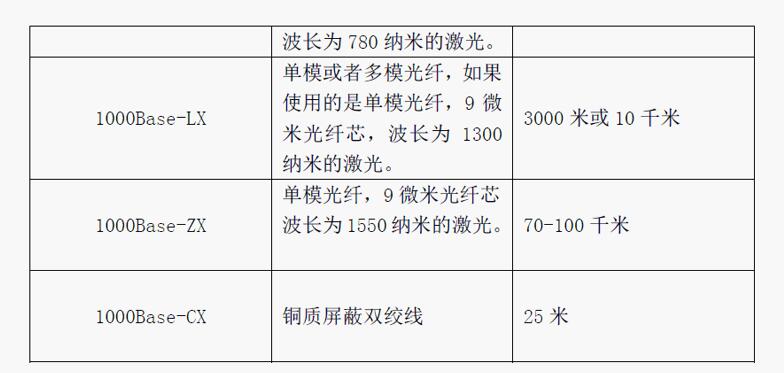 波长为 780 纳米的激光。
单模或者多模光纤，如果
使用的是单模光纤，9 微
米光纤芯，波长为 1300
纳米的激光。
1000Base-LX
3000 米或 10 千米
单模光纤，9 微米光纤芯
波长为 1550 纳米的激光。
1000Base-ZX
70-100 千米
1000Base-CX
铜质屏蔽双绞线
25 米